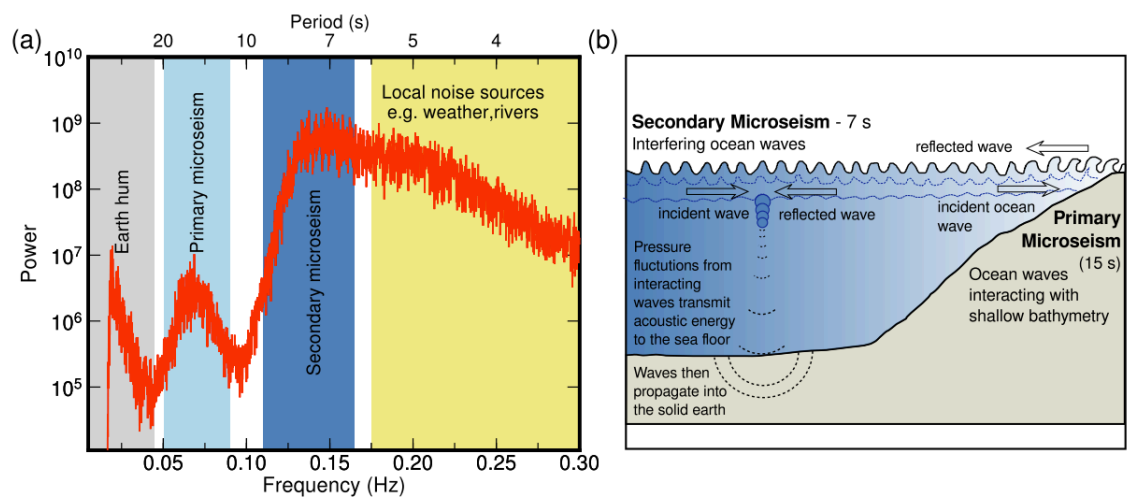 (a)
Period (s)
20 10 7 5 4
10^10
10^9
10^8
10^7
10^6
10^5
Power
Earth hum
Primary microseism
Secondary microseism
Local noise sources
e.g. weather,rivers
0.05 0.10 0.15 0.20 0.25 0.30
Frequency (Hz)
(b)
Secondary Microseism - 7 s
Interfering ocean waves
reflected wave
incident wave
reflected wave
incident ocean
wave
Primary
Microseism
(15 s)
Pressure
fluctutions from
interacting
waves transmit
acoustic energy
to the sea floor
Ocean waves
interacting with
shallow bathymetry
Waves then
propagate into
the solid earth